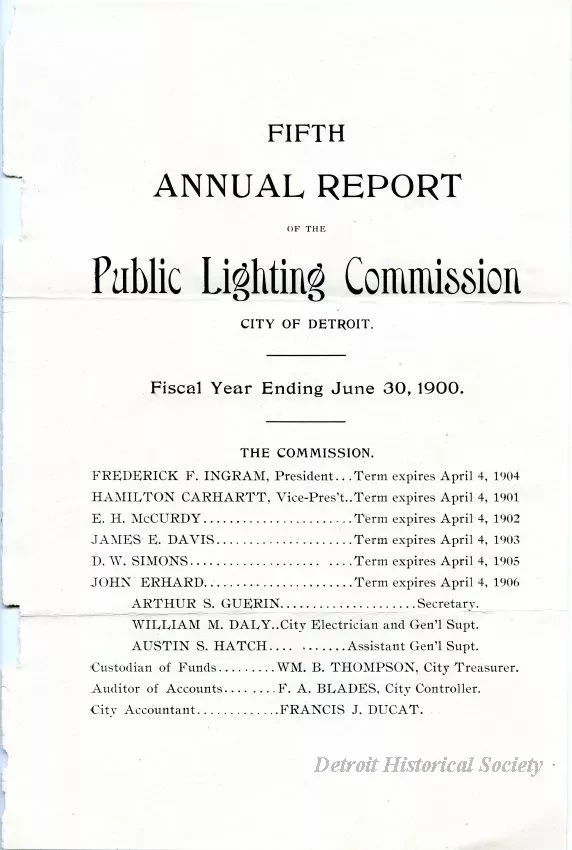 FIFTH
ANNUAL REPORT
OF THE
Public Lighting Commission
CITY OF DETROIT.
Fiscal Year Ending June 30, 1900.
THE COMMISSION.
FREDERICK F. INGRAM, President...Term expires April 4, 1904
HAMILTON CARHARTT, Vice-Pres't..Term expires April 4, 1901
E. H. McCURDY.......................Term expires April 4, 1902
JAMES E. DAVIS.....................Term expires April 4, 1903
D. W. SIMONS.................... ....Term expires April 4, 1905
JOHN ERHARD.......................Term expires April 4, 1906
ARTHUR S. GUERIN.....................Secretary.
WILLIAM M. DALY..City Electrician and Gen'l Supt.
AUSTIN S. HATCH.... .......Assistant Gen'l Supt.
Custodian of Funds.........WM. B. THOMPSON, City Treasurer.
Auditor of Accounts........F. A. BLADES, City Controller.
City Accountant.............FRANCIS J. DUCAT.
Detroit Historical Society